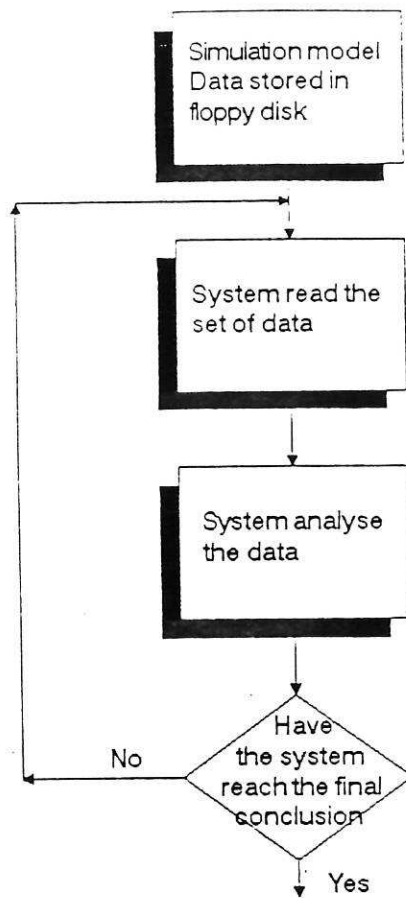 Simulation model
Data stored in
floppy disk
System read the
set of data
System analyse
the data
Have
the system
reach the final
conclusion
No
Yes